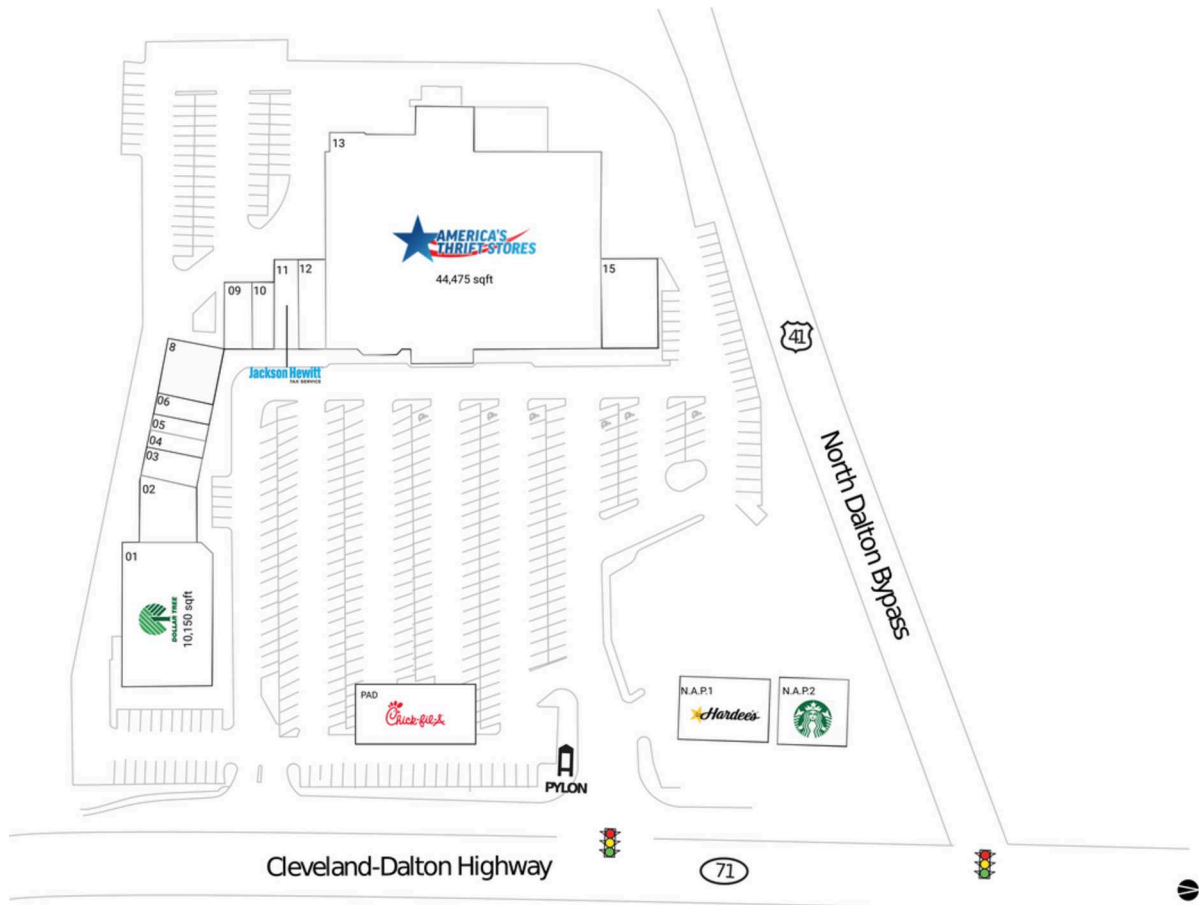 13
AMERICA'S
THRIFT STORES
44,475 sqft
11
12
15
09
10
41
8
Jackson Hewitt
TAX SERVICE
06
05
04
03
02
North Dalton Bypass
01
DOLLAR TREE
10,150 sqft
PAD
Chick-fil-A
N.A.P.1
Hardee's
N.A.P.2
PYLON
Cleveland-Dalton Highway
71